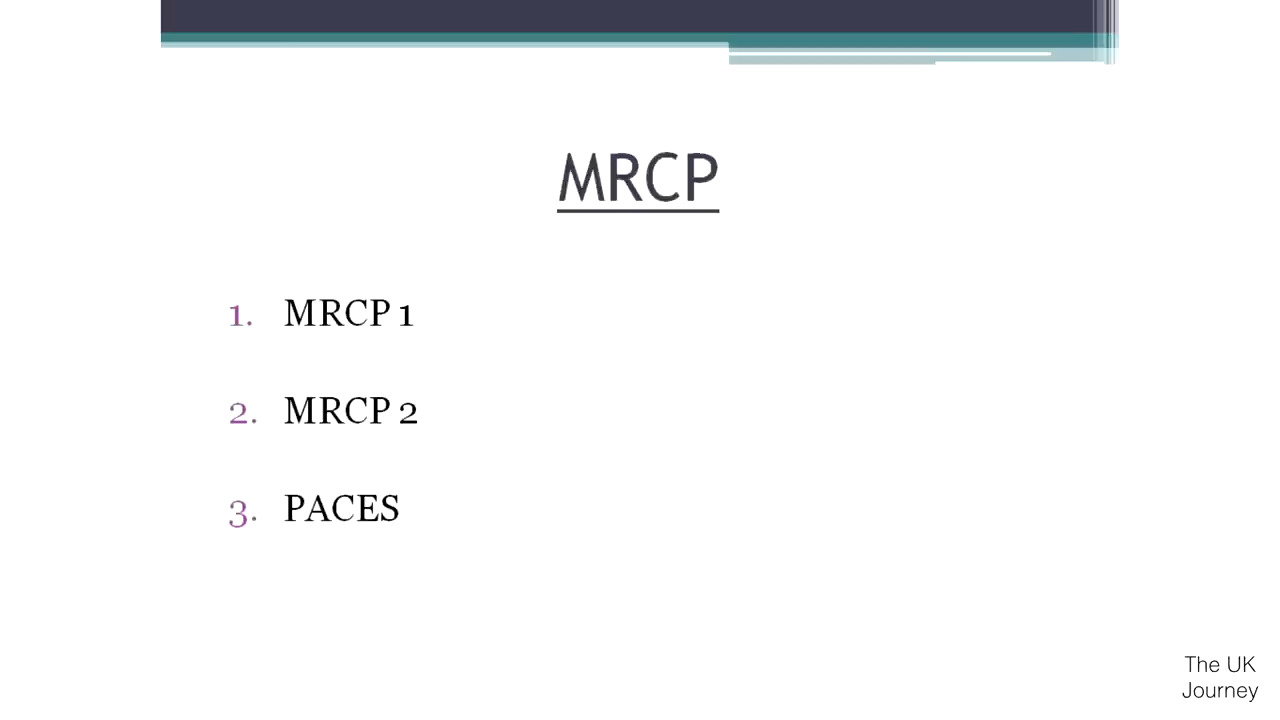 MRCP
1. MRCP 1
2. MRCP 2
3. PACES
The UK
Journey